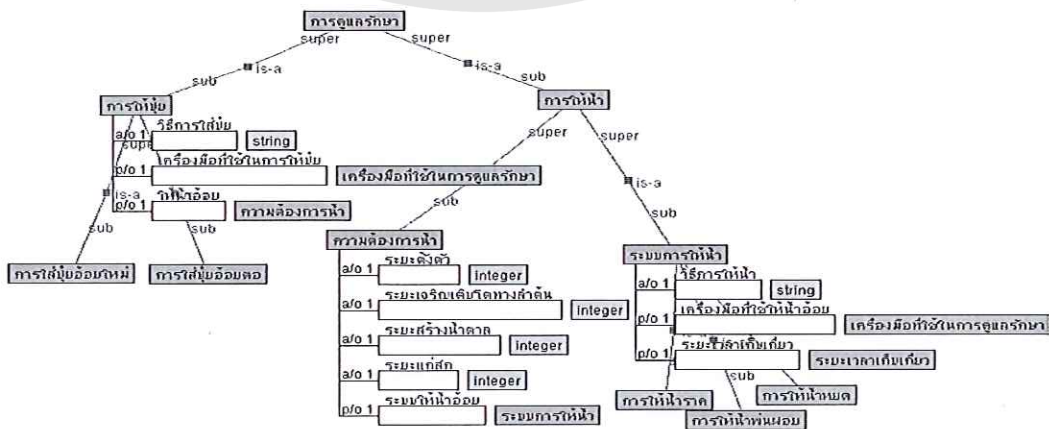 การดูแลรักษา
super
super
is-a
is-a
sub
sub
การให้ปุ๋ย
การให้น้ำ
วิธีการใส่ปุ๋ย
a/o 1
string
super
super
super
เครื่องมือที่ใช้ในการให้ปุ๋ย
p/o 1
เครื่องมือที่ใช้ในการดูแลรักษา
is-a
is-a
ให้น้ำอ้อย
p/o 1
ความต้องการน้ำ
sub
sub
sub
sub
ความต้องการน้ำ
ระบบการให้น้ำ
การใส่ปุ๋ยอ้อยใหม่
การใส่ปุ๋ยอ้อยตอ
ระยะตั้งตัว
a/o 1
integer
วิธีการให้น้ำ
a/o 1
string
ระยะเจริญเติบโตทางลำต้น
a/o 1
integer
เครื่องมือที่ใช้ให้น้ำอ้อย
p/o 1
เครื่องมือที่ใช้ในการดูแลรักษา
ระยะสร้างน้ำตาล
a/o 1
integer
ระยะเวลาเก็บเกี่ยว
p/o 1
ระยะเวลาเก็บเกี่ยว
ระยะแก่สุก
a/o 1
integer
sub
การให้น้ำราด
การให้น้ำหยด
ระบบให้น้ำอ้อย
p/o 1
ระบบการให้น้ำ
การให้น้ำพ่นฝอย